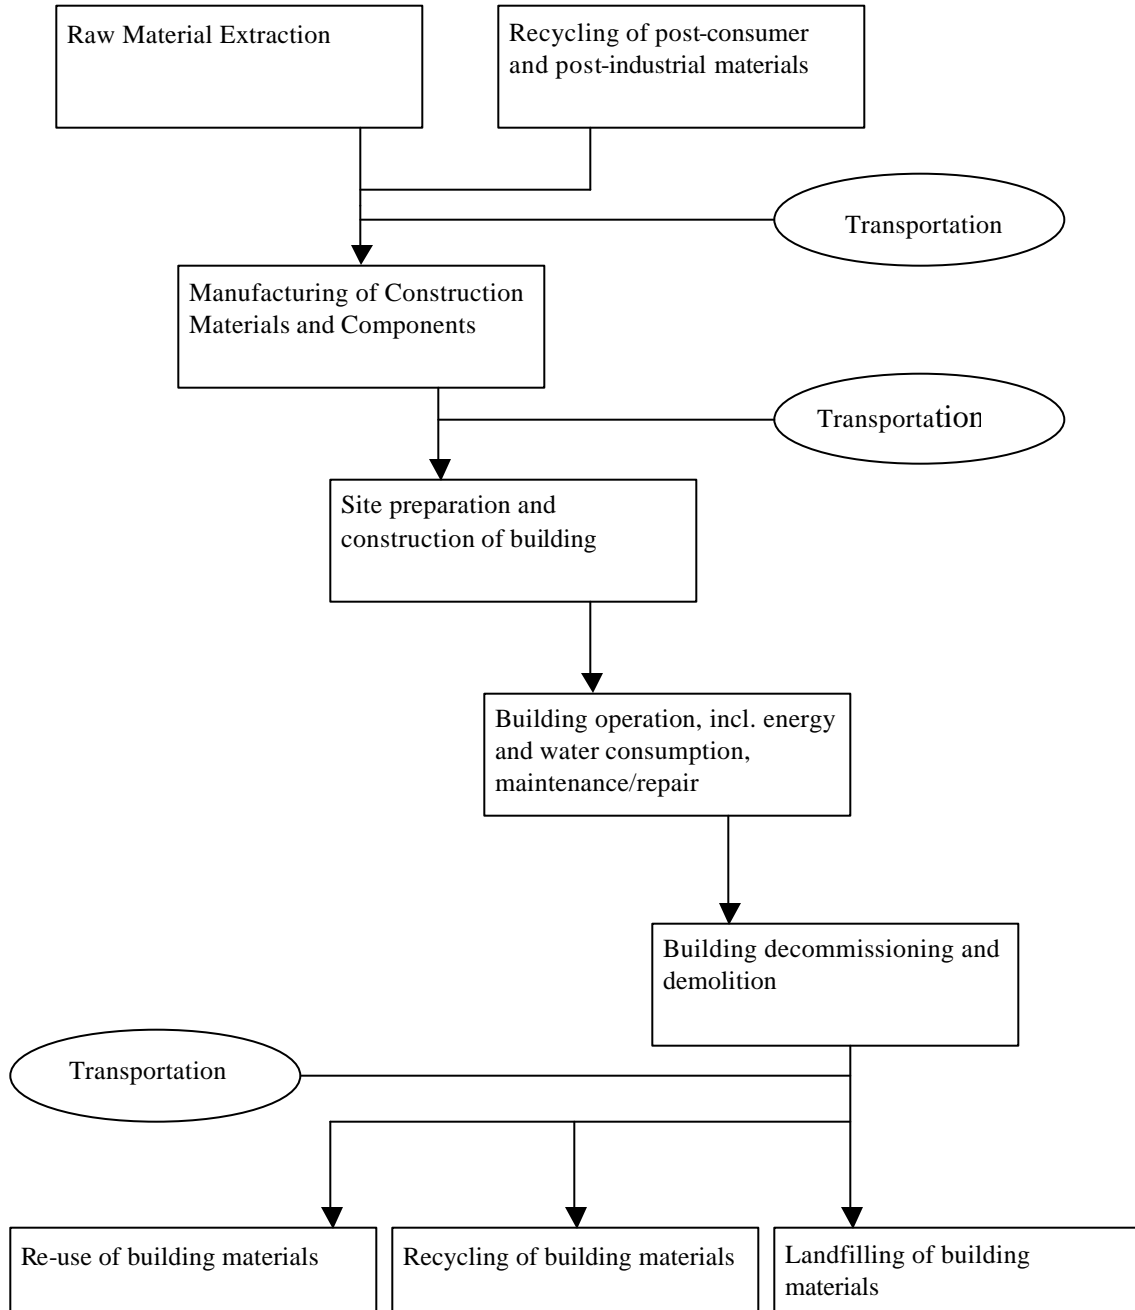 Raw Material Extraction
Recycling of post-consumer
and post-industrial materials
Transportation
Manufacturing of Construction
Materials and Components
Transportation
Site preparation and
construction of building
Building operation, incl. energy
and water consumption,
maintenance/repair
Building decommissioning and
demolition
Transportation
Re-use of building materials
Recycling of building materials
Landfilling of building
materials